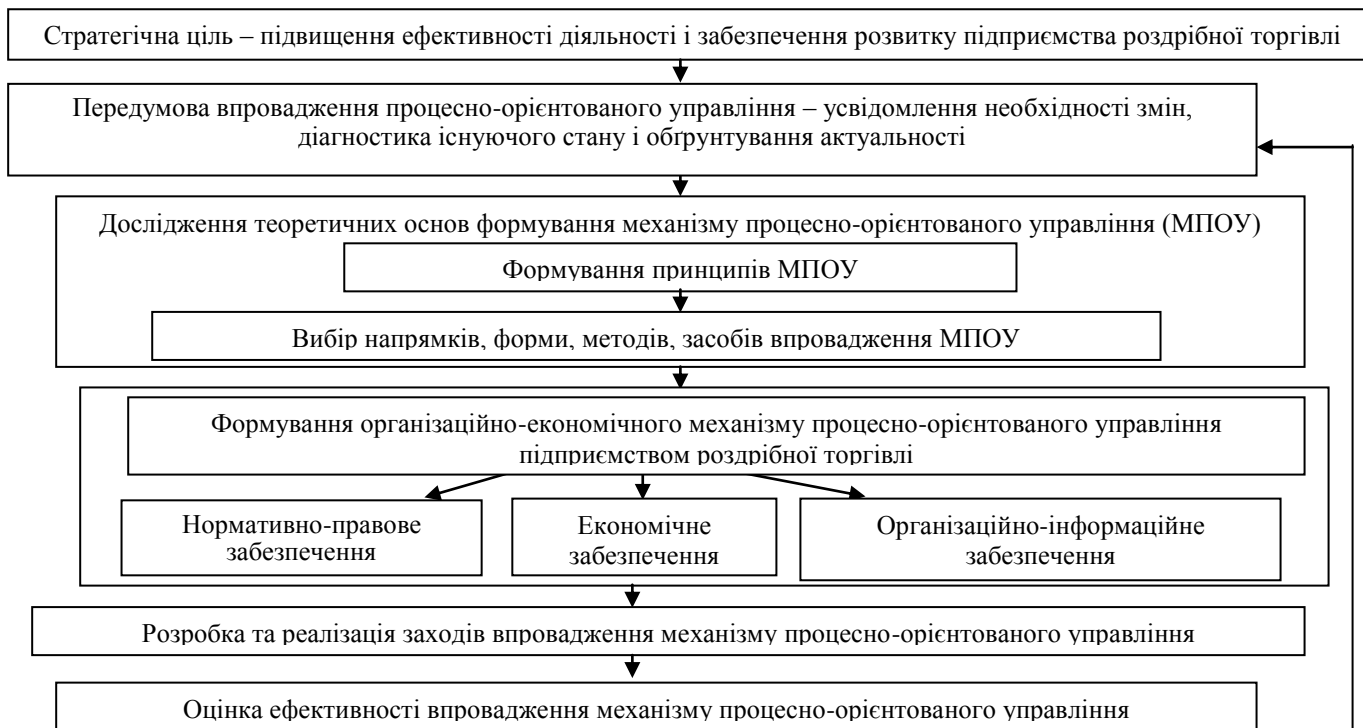 Стратегічна ціль – підвищення ефективності діяльності і забезпечення розвитку підприємства роздрібної торгівлі
Передумова впровадження процесно-орієнтованого управління – усвідомлення необхідності змін,
діагностика існуючого стану і обґрунтування актуальності
Дослідження теоретичних основ формування механізму процесно-орієнтованого управління (МПОУ)
Формування принципів МПОУ
Вибір напрямків, форми, методів, засобів впровадження МПОУ
Формування організаційно-економічного механізму процесно-орієнтованого управління
підприємством роздрібної торгівлі
Нормативно-правове
забезпечення
Економічне
забезпечення
Організаційно-інформаційне
забезпечення
Розробка та реалізація заходів впровадження механізму процесно-орієнтованого управління
Оцінка ефективності впровадження механізму процесно-орієнтованого управління